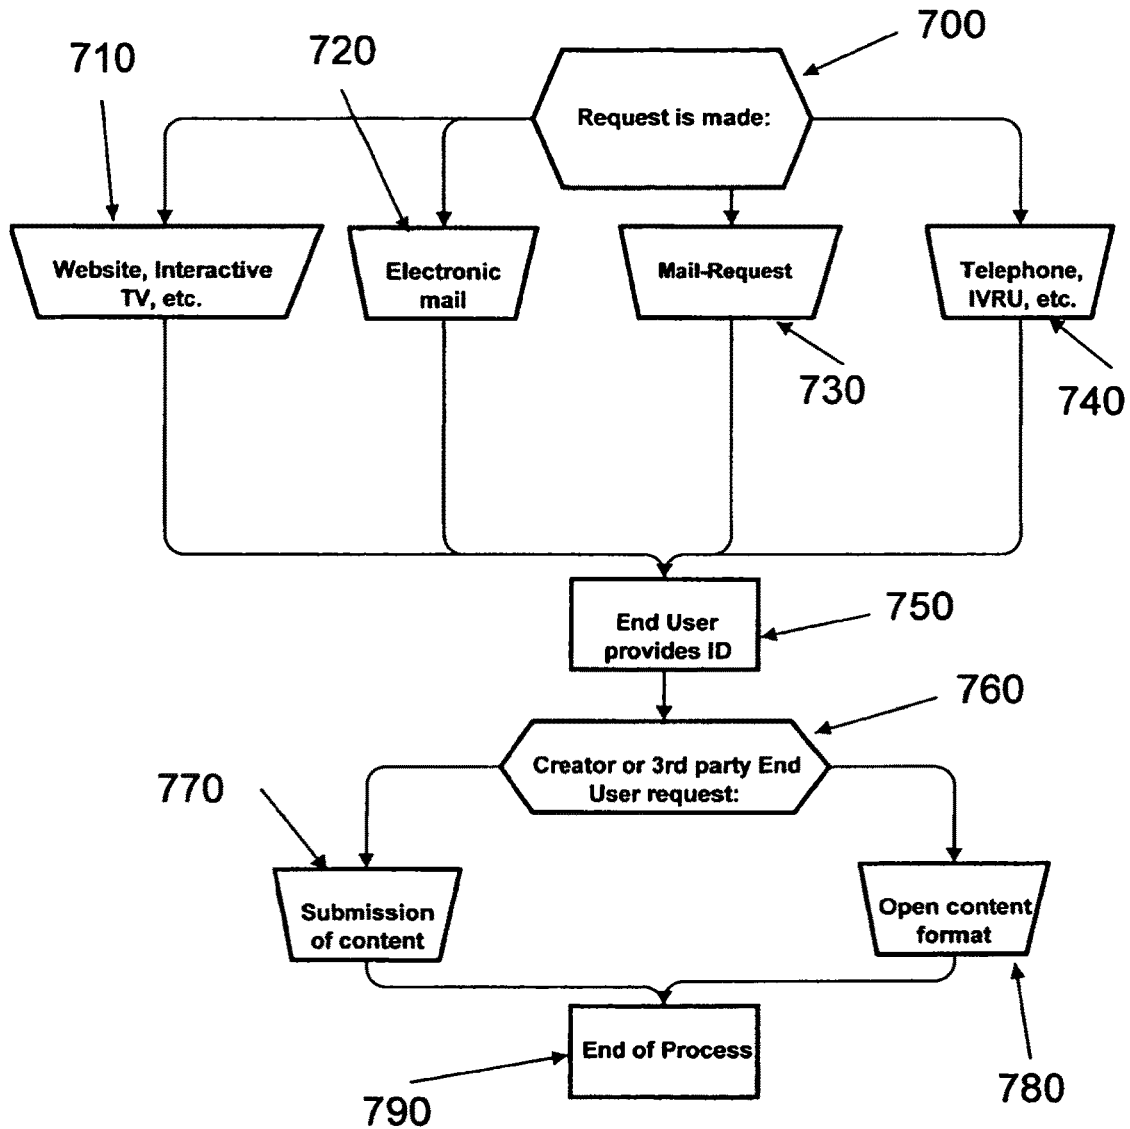 700
710
720
Request is made:
Website, Interactive
TV, etc.
Electronic
mail
Mail-Request
Telephone,
IVRU, etc.
730
740
750
End User
provides ID
760
Creator or 3rd party End
User request:
770
Submission
of content
Open content
format
End of Process
780
790